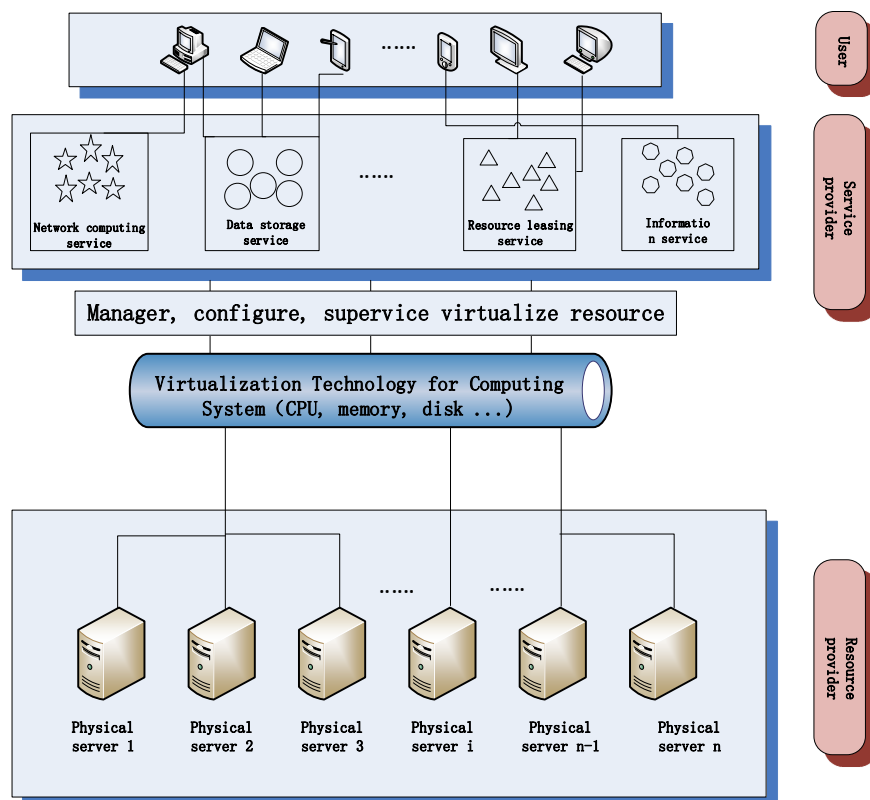 User
......
Service
provider
......
Network computing
service
Data storage
service
Resource leasing
service
Informatio
n service
Manager, configure, supervice virtualize resource
Virtualization Technology for Computing
System (CPU, memory, disk ...)
......
......
Resource
provider
Physical
server 1
Physical
server 2
Physical
server 3
Physical
server i
Physical
server n-1
Physical
server n